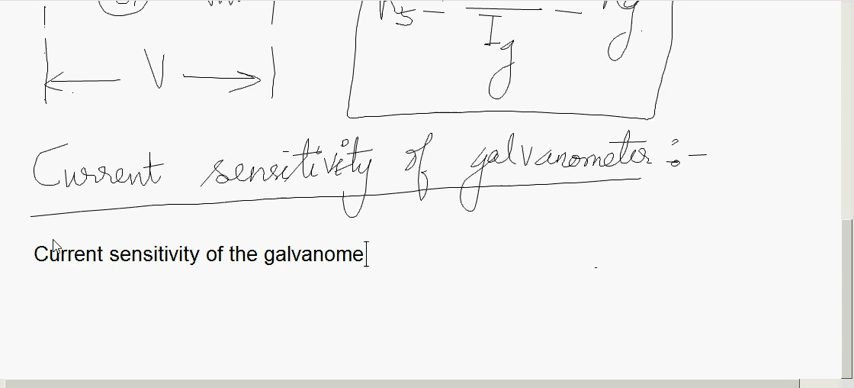 I_g
V
Current sensitivity of galvanometer :-
Current sensitivity of the galvanome